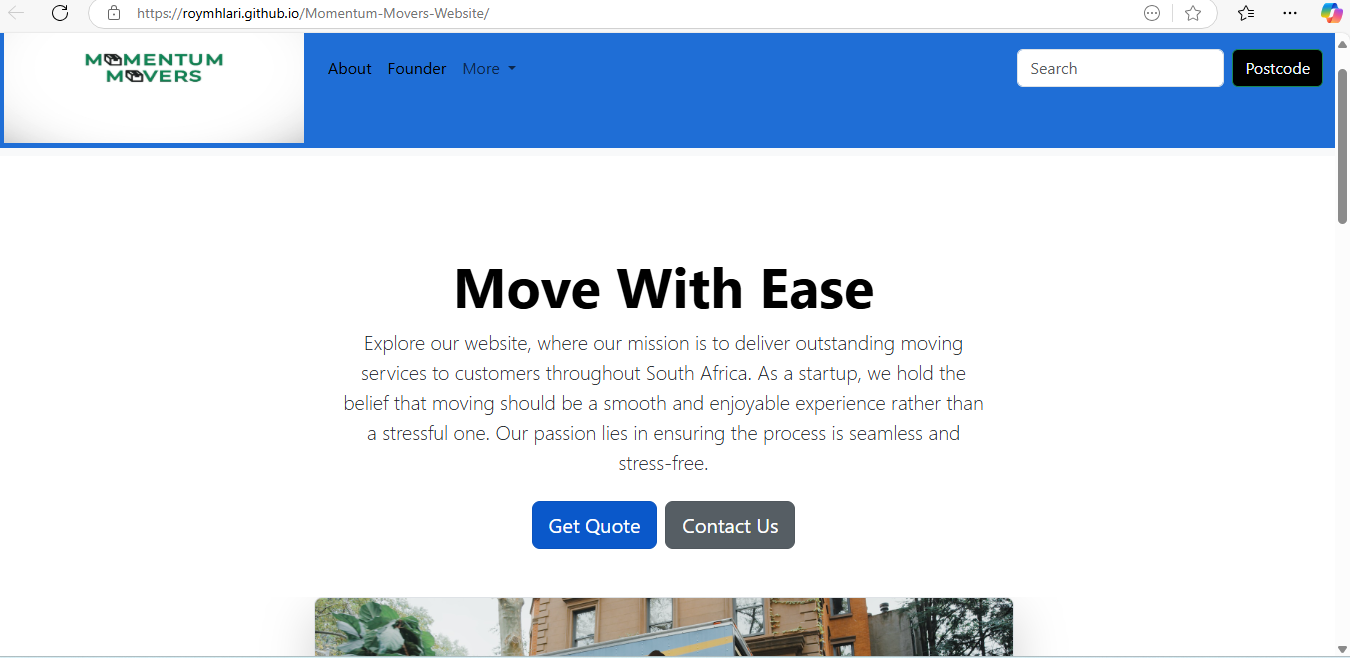 https://roymhlari.github.io/Momentum-Movers-Website/
MOMENTUM
MOVERS
About Founder More
Search
Postcode
Move With Ease
Explore our website, where our mission is to deliver outstanding moving
services to customers throughout South Africa. As a startup, we hold the
belief that moving should be a smooth and enjoyable experience rather than
a stressful one. Our passion lies in ensuring the process is seamless and
stress-free.
Get Quote
Contact Us